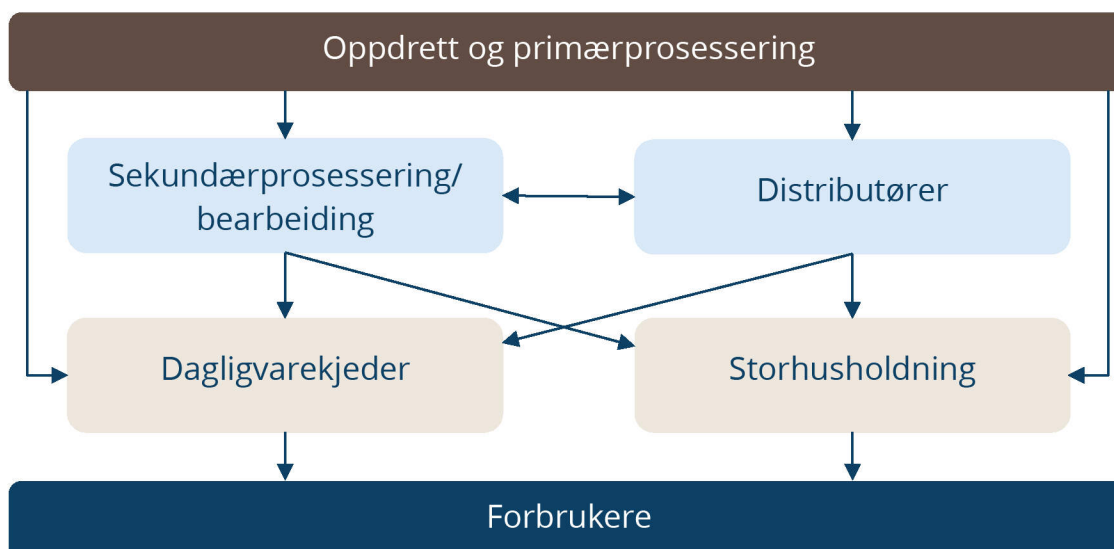 Oppdrett og primærprosessering
Sekundærprosessering/
bearbeiding
Distributører
Dagligvarekjeder
Storhusholdning
Forbrukere